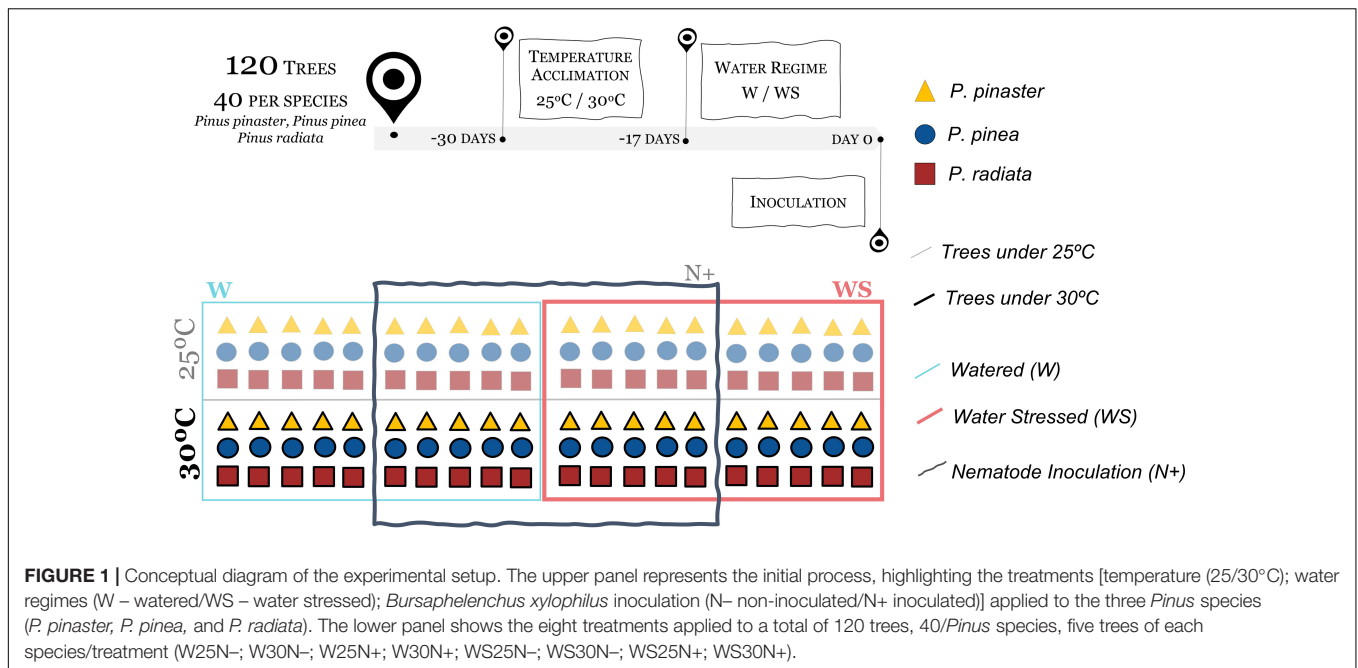 120 TREES
40 PER SPECIES
Pinus pinaster, Pinus pinea
Pinus radiata
TEMPERATURE
ACCLIMATION
25ºC / 30ºC
WATER REGIME
W / WS
-30 DAYS
-17 DAYS
DAY 0
INOCULATION
P. pinaster
P. pinea
P. radiata
Trees under 25ºC
Trees under 30ºC
Watered (W)
Water Stressed (WS)
Nematode Inoculation (N+)
W
N+
WS
25ºC
30ºC
FIGURE 1 | Conceptual diagram of the experimental setup. The upper panel represents the initial process, highlighting the treatments [temperature (25/30°C); water
regimes (W – watered/WS – water stressed); Bursaphelenchus xylophilus inoculation (N– non-inoculated/N+ inoculated)] applied to the three Pinus species
(P. pinaster, P. pinea, and P. radiata). The lower panel shows the eight treatments applied to a total of 120 trees, 40/Pinus species, five trees of each
species/treatment (W25N–; W30N–; W25N+; W30N+; WS25N–; WS30N–; WS25N+; WS30N+).